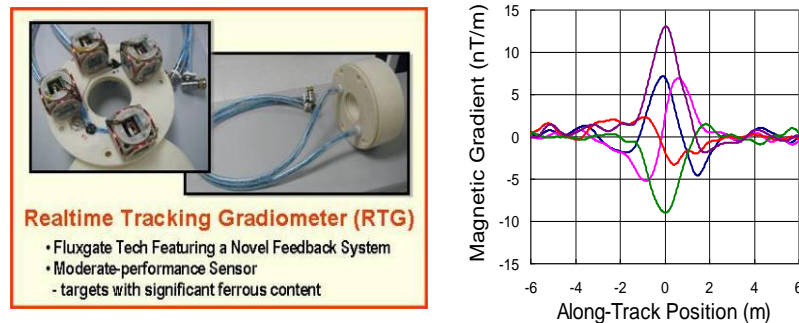 Realtime Tracking Gradiometer (RTG)
• Fluxgate Tech Featuring a Novel Feedback System
• Moderate-performance Sensor
- targets with significant ferrous content
Magnetic Gradient (nT/m)
15
10
5
0
-5
-10
-15
-6 -4 -2 0 2 4 6
Along-Track Position (m)